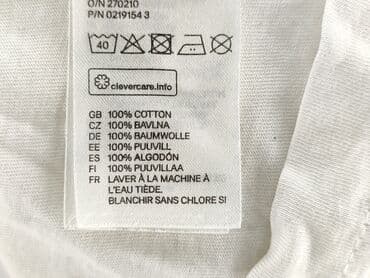 O/N 270210
P/N 0219154 3
40
clevercare.info
GB 100% COTTON
CZ 100% BAVLNA
DE 100% BAUMWOLLE
EE 100% PUUVILL
ES 100% ALGODÓN
FI 100% PUUVILLAA
FR LAVER À LA MACHINE À
L'EAU TIÈDE.
BLANCHIR SANS CHLORE SI